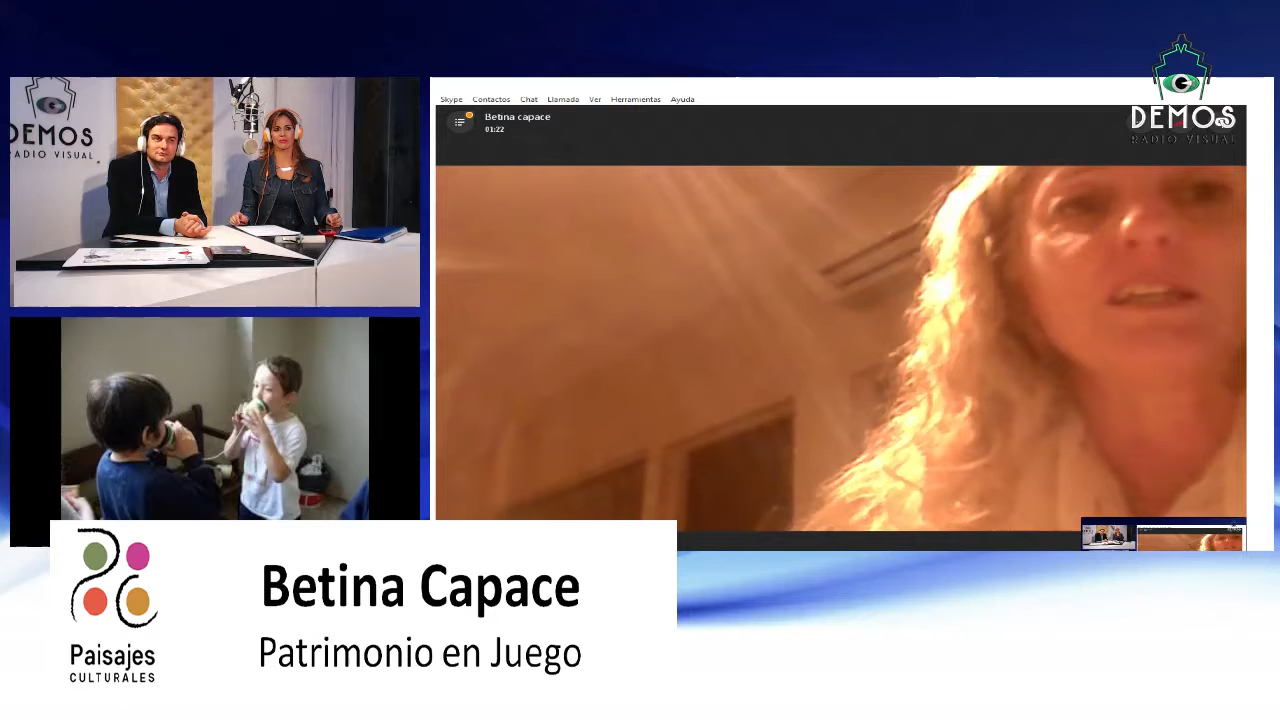 DEMOS
RADIO VISUAL
Skype Contactos Chat Llamada Ver Herramientas Ayuda
Betina capace
01:22
DEMOS
RADIO VISUAL
Betina Capace
Patrimonio en Juego
Paisajes
CULTURALES